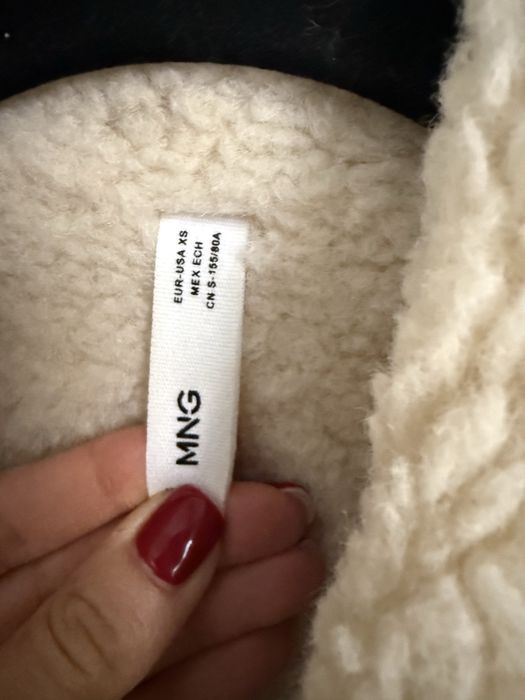 EUR-USA XS
MEX ECH
CN S-155/80A
MNG